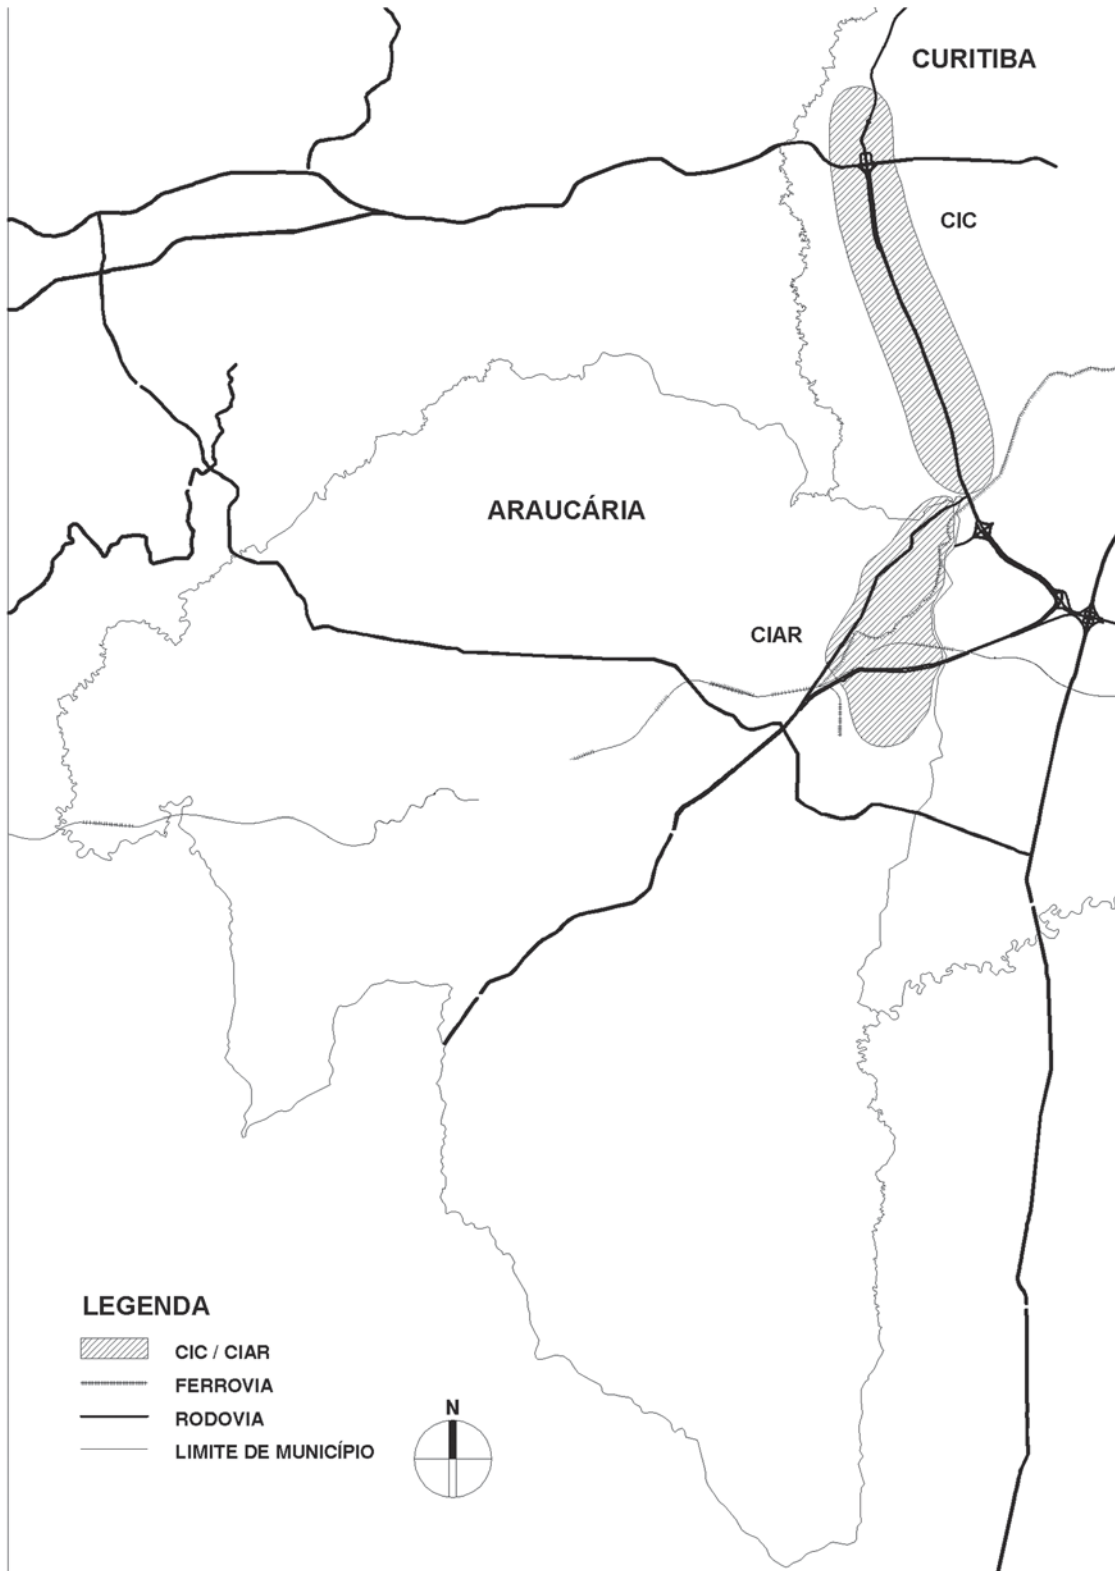 CURITIBA
CIC
ARAUCÁRIA
CIAR
LEGENDA
CIC / CIAR
FERROVIA
RODOVIA
LIMITE DE MUNICÍPIO
N